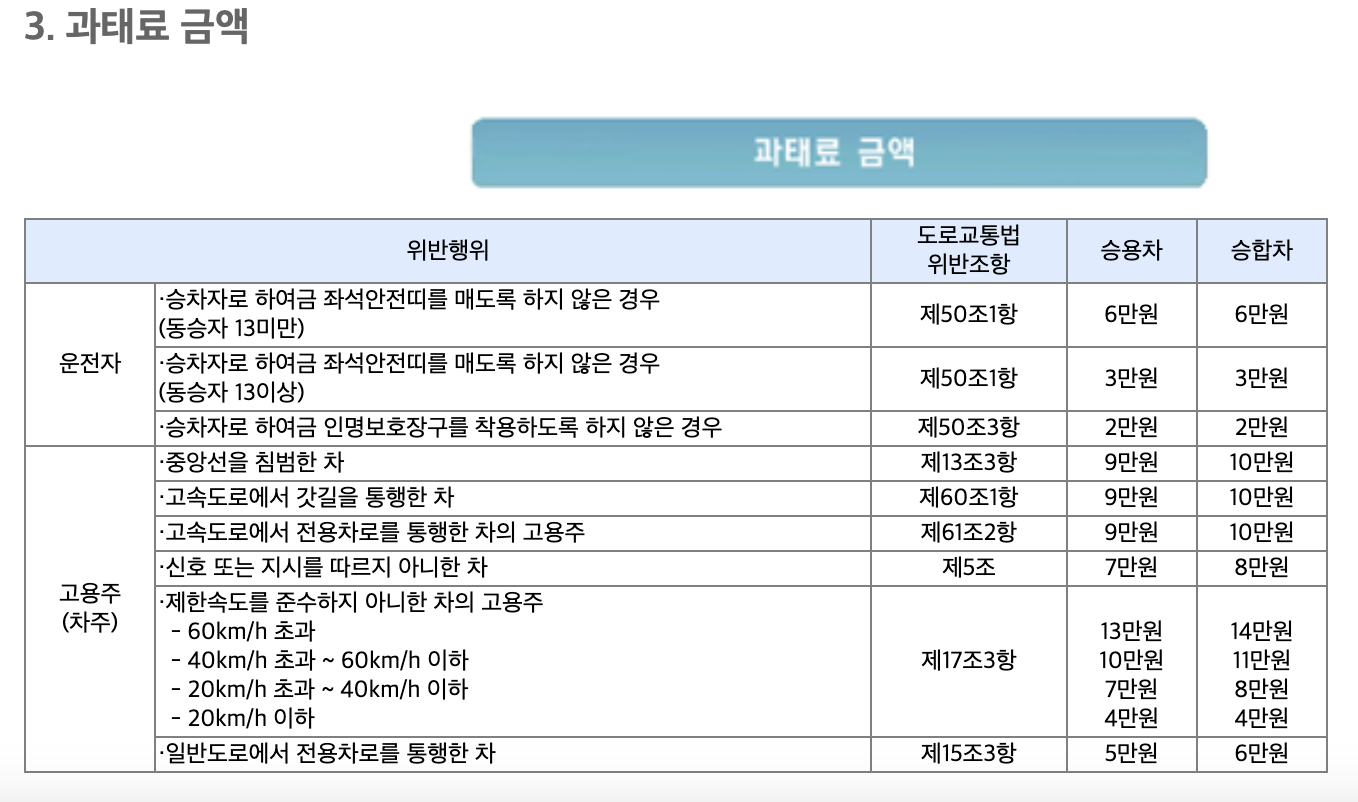 3. 과태료 금액
과태료 금액
위반행위
도로교통법
위반조항
승용차
승합차
운전자
·승차자로 하여금 좌석안전띠를 매도록 하지 않은 경우
(동승자 13미만)
제50조1항
6만원
6만원
·승차자로 하여금 좌석안전띠를 매도록 하지 않은 경우
(동승자 13이상)
제50조1항
3만원
3만원
·승차자로 하여금 인명보호장구를 착용하도록 하지 않은 경우
제50조3항
2만원
2만원
고용주
(차주)
·중앙선을 침범한 차
제13조3항
9만원
10만원
·고속도로에서 갓길을 통행한 차
제60조1항
9만원
10만원
·고속도로에서 전용차로를 통행한 차의 고용주
제61조2항
9만원
10만원
·신호 또는 지시를 따르지 아니한 차
제5조
7만원
8만원
·제한속도를 준수하지 아니한 차의 고용주
제17조3항
- 60km/h 초과
13만원
14만원
- 40km/h 초과 ~ 60km/h 이하
10만원
11만원
- 20km/h 초과 ~ 40km/h 이하
7만원
8만원
- 20km/h 이하
4만원
4만원
·일반도로에서 전용차로를 통행한 차
제15조3항
5만원
6만원